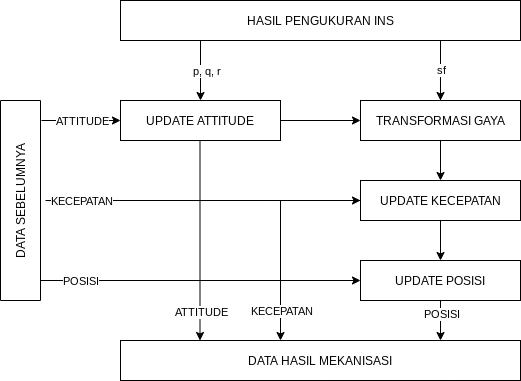 HASIL PENGUKURAN INS
p, q, r
sf
ATTITUDE
UPDATE ATTITUDE
TRANSFORMASI GAYA
DATA SEBELUMNYA
KECEPATAN
UPDATE KECEPATAN
POSISI
UPDATE POSISI
ATTITUDE
KECEPATAN
POSISI
DATA HASIL MEKANISASI